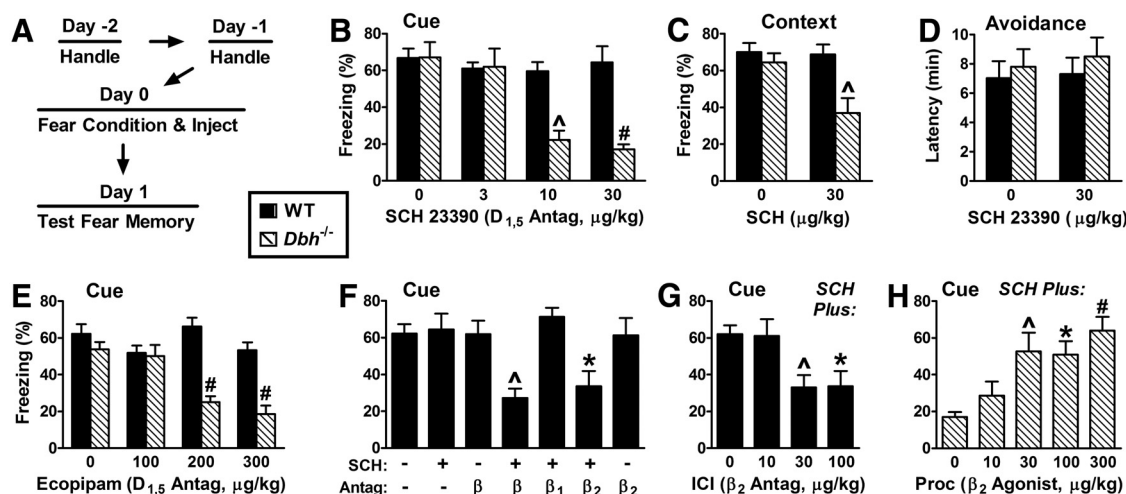 A
Day -2
Handle
Day -1
Handle
Day 0
Fear Condition & Inject
Day 1
Test Fear Memory
WT
Dbh-/-
B
Cue
Freezing (%)
80
60
40
20
0
^
#
0 3 10 30
SCH 23390 (D1,5 Antag, μg/kg)
C
Context
Freezing (%)
80
60
40
20
0
^
0 30
SCH (μg/kg)
D
Avoidance
Latency (min)
10
8
6
4
2
0
0 30
SCH 23390 ( μg/kg)
E
Cue
Freezing (%)
80
60
40
20
0
#
#
0 100 200 300
Ecopipam (D1,5 Antag, μg/kg)
F
Cue
80
60
40
20
0
^
*
SCH: - + - + + + -
Antag: - - β β β1 β2 β2
G
Cue
SCH
Plus:
80
60
40
20
0
^
*
0 10 30 100
ICI (β2 Antag, μg/kg)
H
Cue
SCH Plus:
80
60
40
20
0
^
*
#
0 10 30 100 300
Proc (β2 Agonist, μg/kg)